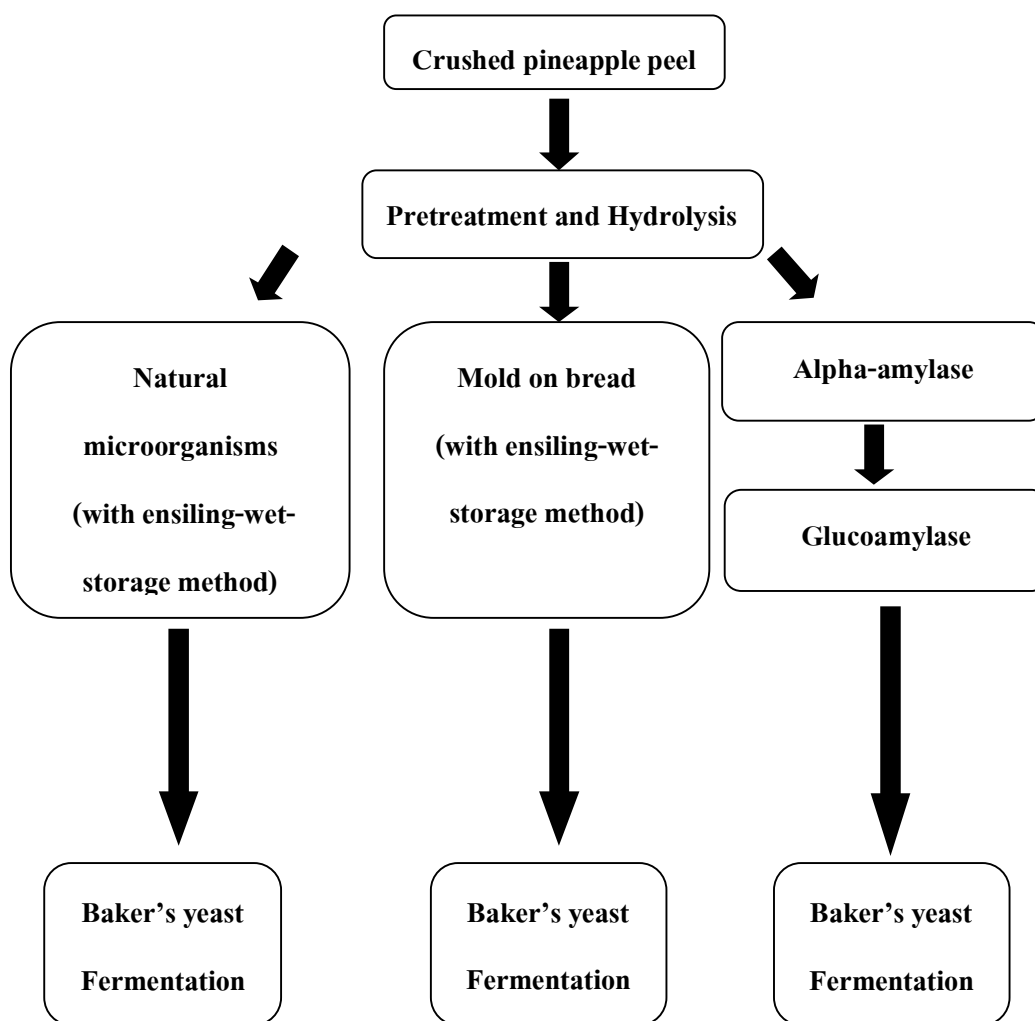 Crushed pineapple peel
Pretreatment and Hydrolysis
Natural
microorganisms
(with ensiling-wet-
storage method)
Mold on bread
(with ensiling-wet-
storage method)
Alpha-amylase
Glucoamylase
Baker’s yeast
Fermentation
Baker’s yeast
Fermentation
Baker’s yeast
Fermentation